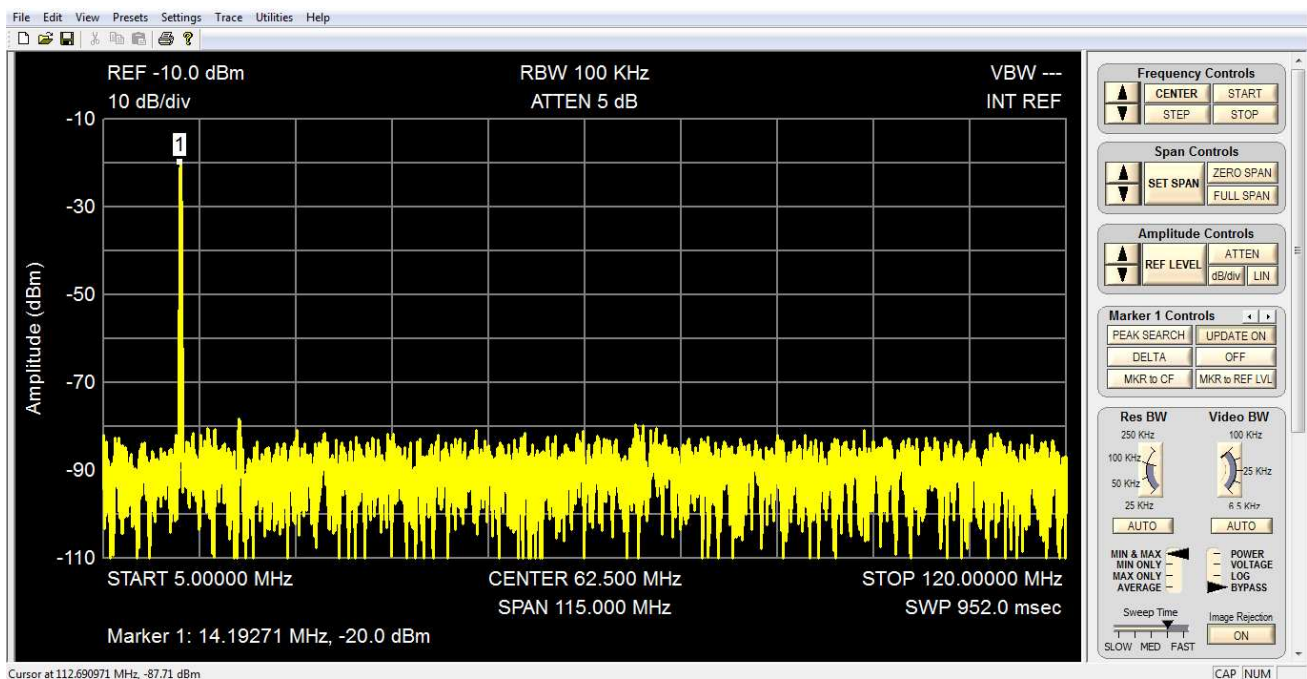 File Edit View Presets Settings Trace Utilities Help
REF -10.0 dBm RBW 100 KHz VBW ---
10 dB/div ATTEN 5 dB INT REF
-10
1
-30
-50
-70
-90
-110
Amplitude (dBm)
START 5.00000 MHz CENTER 62.500 MHz STOP 120.00000 MHz
SPAN 115.000 MHz SWP 952.0 msec
Marker 1: 14.19271 MHz, -20.0 dBm
Frequency Controls
CENTER START
STEP STOP
Span Controls
SET SPAN ZERO SPAN
FULL SPAN
Amplitude Controls
REF LEVEL ATTEN
dB/div LIN
Marker 1 Controls
PEAK SEARCH UPDATE ON
DELTA OFF
MKR to CF MKR to REF LVL
Res BW Video BW
250 KHz 100 KHz
100 KHz 25 KHz
50 KHz
25 KHz 6.5 KHz
AUTO AUTO
MIN & MAX POWER
MIN ONLY VOLTAGE
MAX ONLY LOG
AVERAGE BYPASS
Sweep Time Image Rejection
ON
SLOW MED FAST
Cursor at 112.690971 MHz, -87.71 dBm CAP NUM